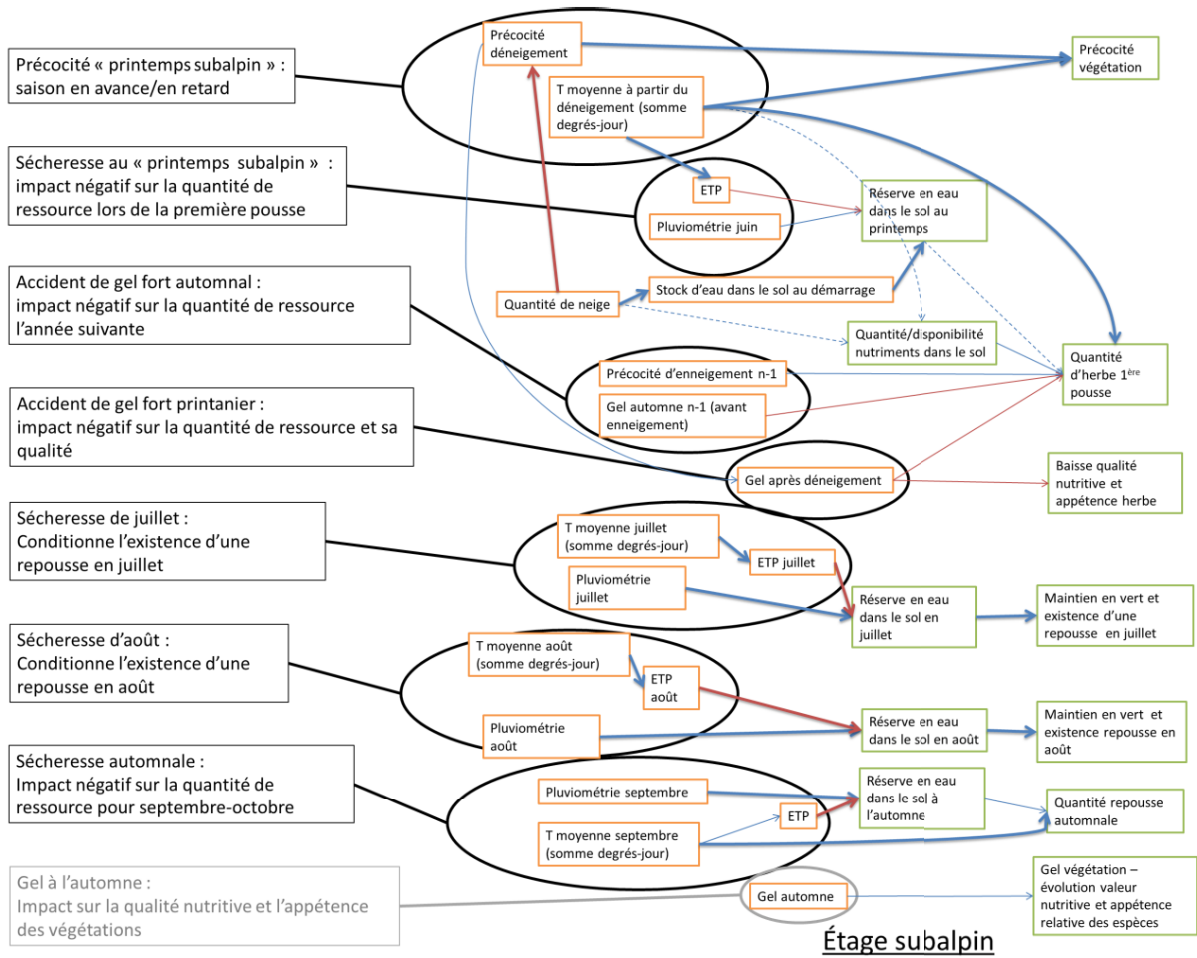 Précocité « printemps subalpin » :
saison en avance/en retard
Sécheresse au « printemps subalpin » :
impact négatif sur la quantité de
ressource lors de la première pousse
Accident de gel fort automnal :
impact négatif sur la quantité de ressource
l'année suivante
Accident de gel fort printanier :
impact négatif sur la quantité de ressource et sa
qualité
Sécheresse de juillet :
Conditionne l'existence d'une
repousse en juillet
Sécheresse d'août :
Conditionne l'existence d'une
repousse en août
Sécheresse automnale :
Impact négatif sur la quantité de
ressource pour septembre-octobre
Gel à l'automne :
Impact sur la qualité nutritive et l'appétence
des végétations
Précocité
déneigement
T moyenne à partir du
déneigement (somme
degrés-jour)
ETP
Pluviométrie juin
Quantité de neige
Stock d'eau dans le sol au démarrage
Précocité d'enneigement n-1
Gel automne n-1 (avant
enneigement)
Gel après déneigement
T moyenne juillet
(somme degrés-jour)
ETP juillet
Pluviométrie
juillet
T moyenne août
(somme degrés-jour)
ETP
août
Pluviométrie
août
Pluviométrie septembre
ETP
T moyenne septembre
(somme degrés-jour)
Gel automne
Précocité
végétation
Réserve en eau
dans le sol au
printemps
Quantité/disponibilité
nutriments dans le sol
Quantité
d'herbe 1ère
pousse
Baisse qualité
nutritive et
appétence herbe
Réserve en eau
dans le sol en
juillet
Maintien en vert et
existence d'une
repousse en juillet
Réserve en eau
dans le sol en août
Maintien en vert et
existence repousse en
août
Réserve en eau
dans le sol à
l'automne
Quantité repousse
automnale
Gel végétation –
évolution valeur
nutritive et appétence
relative des espèces
Étage subalpin